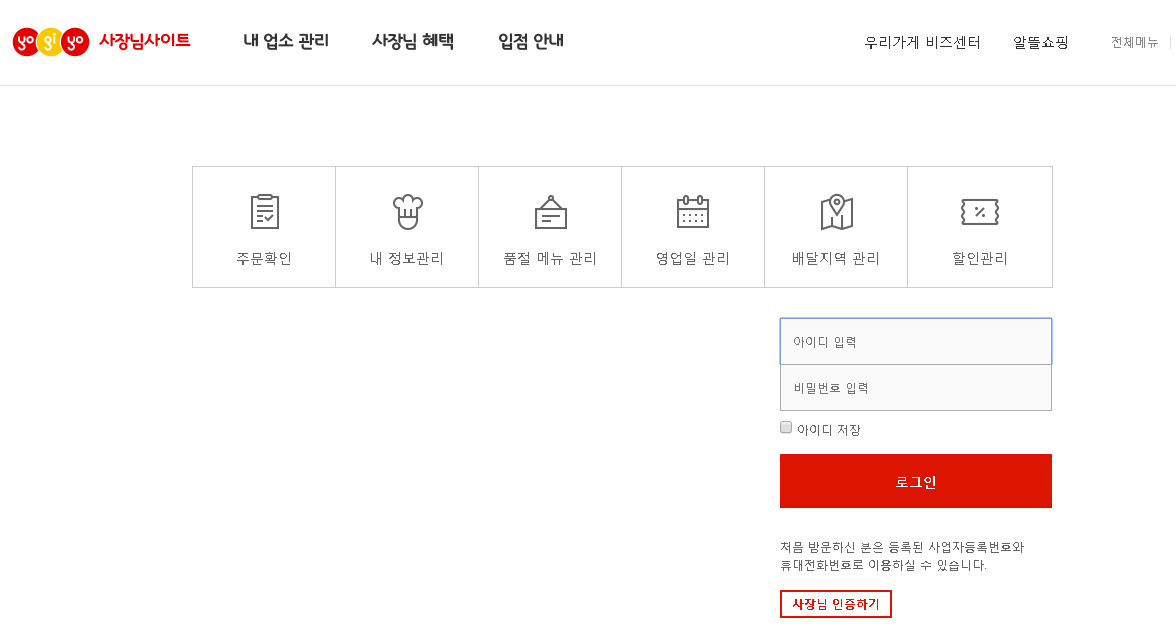 yo gi yo 사장님사이트 내 업소 관리 사장님 혜택 입점 안내 우리가게 비즈센터 알뜰쇼핑 전체메뉴
주문확인 내 정보관리 품절 메뉴 관리 영업일 관리 배달지역 관리 할인관리
아이디 입력
비밀번호 입력
아이디 저장
로그인
처음 방문하신 분은 등록된 사업자등록번호와
휴대전화번호로 이용하실 수 있습니다.
사장님 인증하기